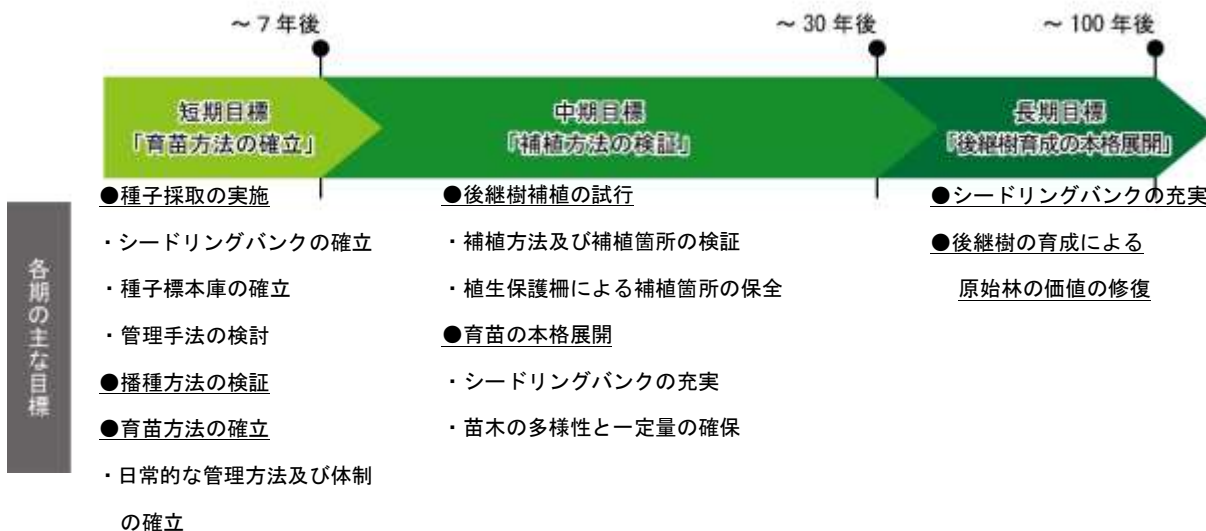 ～７年後
～30年後
～100年後
短期目標
「育苗方法の確立」
中期目標
「補植方法の検証」
長期目標
「後継樹育成の本格展開」
各期の主な目標
●種子採取の実施
・シードリングバンクの確立
・種子標本庫の確立
・管理手法の検討
●播種方法の検証
●育苗方法の確立
・日常的な管理方法及び体制
の確立
●後継樹補植の試行
・補植方法及び補植箇所の検証
・植生保護柵による補植箇所の保全
●育苗の本格展開
・シードリングバンクの充実
・苗木の多様性と一定量の確保
●シードリングバンクの充実
●後継樹の育成による
原始林の価値の修復